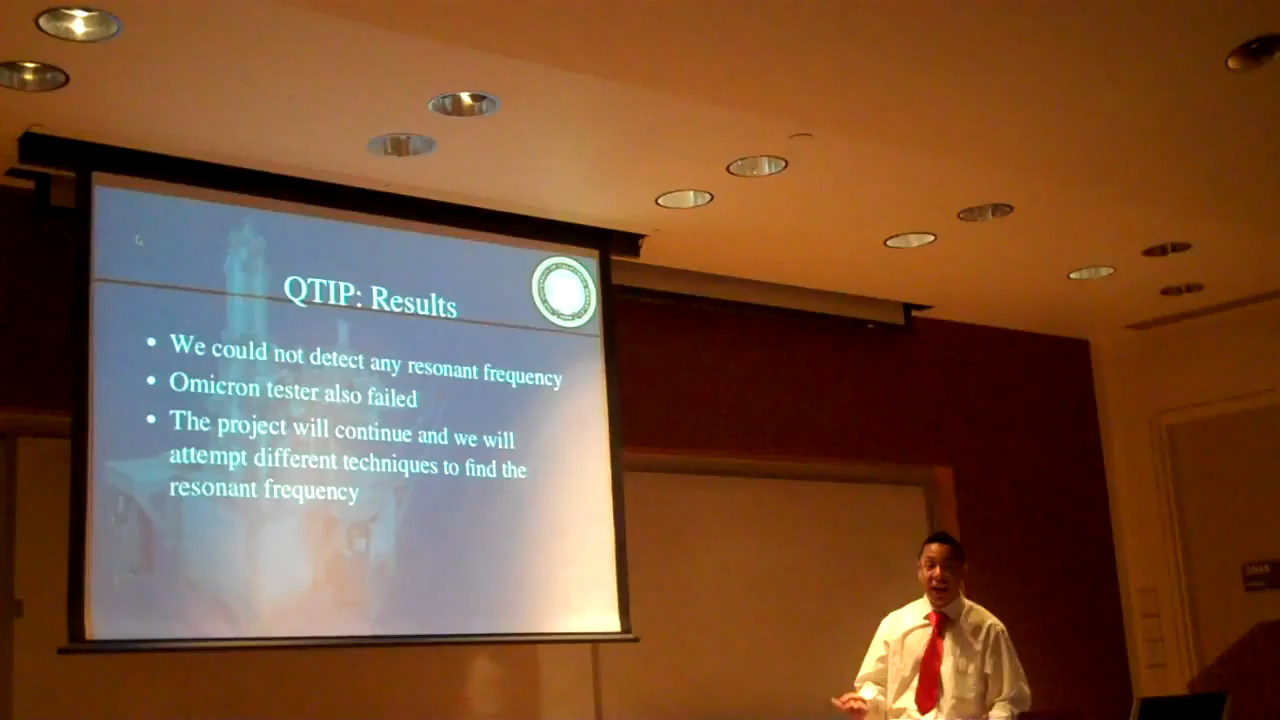 QTIP: Results
• We could not detect any resonant frequency
• Omicron tester also failed
• The project will continue and we will
attempt different techniques to find the
resonant frequency